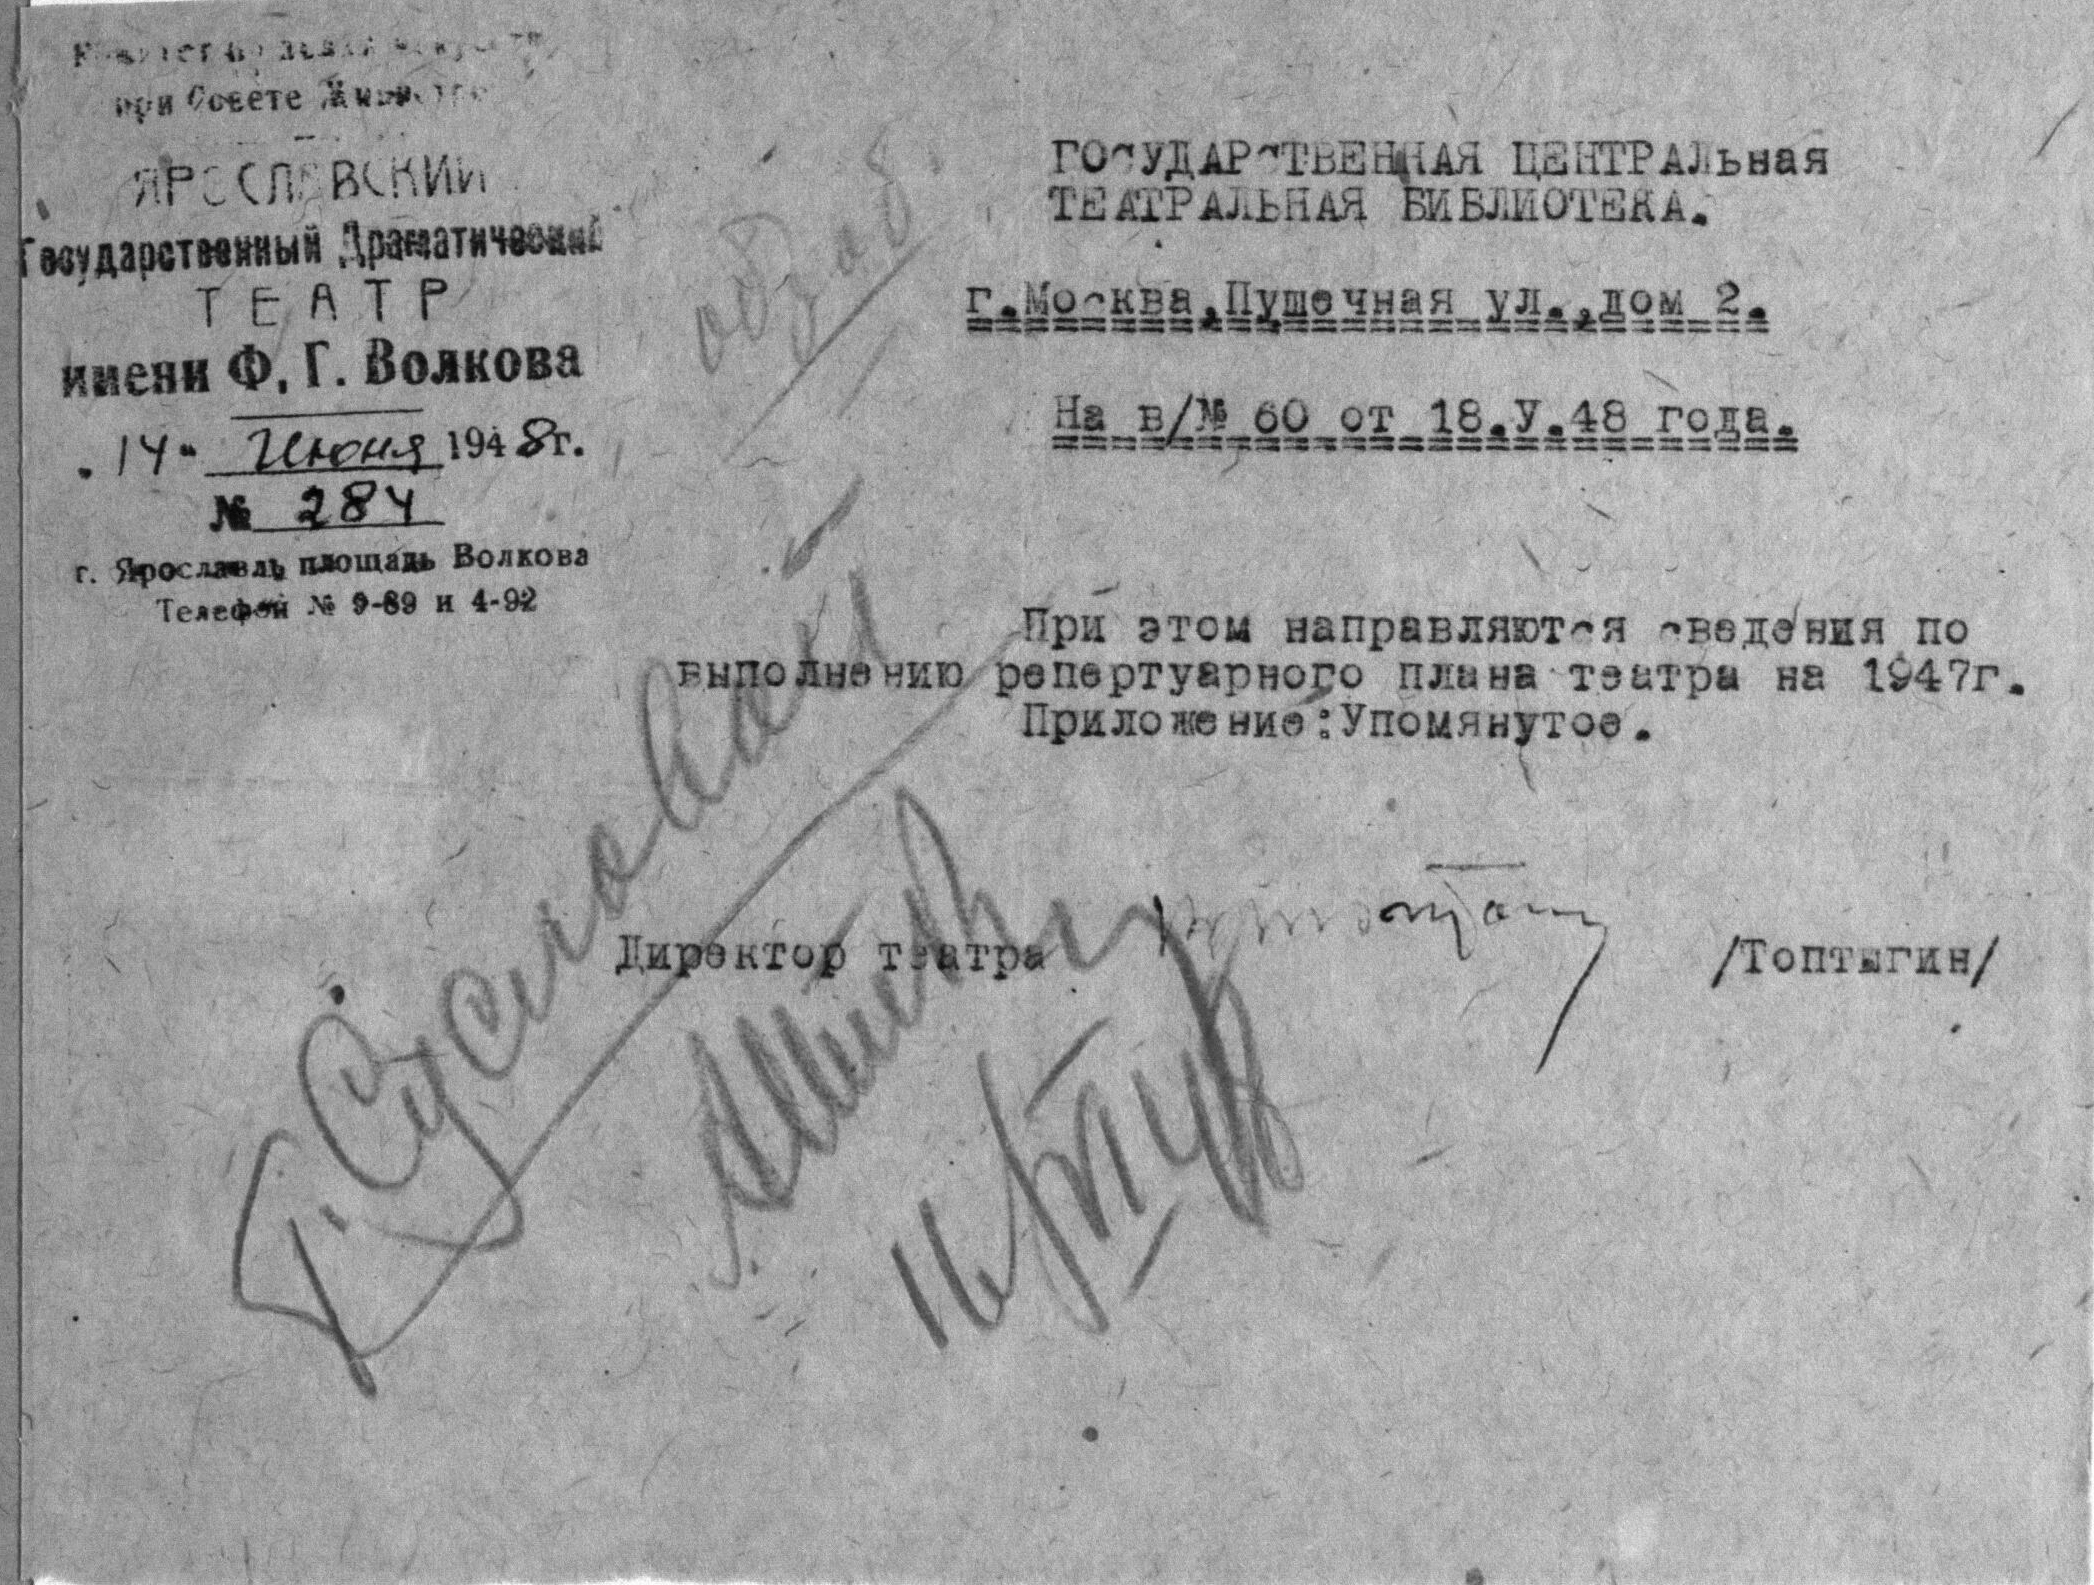 при Совете
ЯРОСЛАВСКИЙ
Государственный Драматический
ТЕАТР
имени Ф. Г. Волкова
"14" Июня 1948г.
№ 284
г. Ярославль, площадь Волкова
Телефон № 9-89 и 4-92
ГОСУДАРСТВЕННАЯ ЦЕНТРАЛЬная
ТЕАТРАЛЬНАЯ БИБЛИОТЕКА.
г.Москва,Пушечная ул.,дом 2.
На в/№ 60 от 18.У.48 года.
При этом направляются сведения по
выполнению репертуарного плана театра на 1947г.
Приложение:Упомянутое.
Директор театра /Топтыгин/